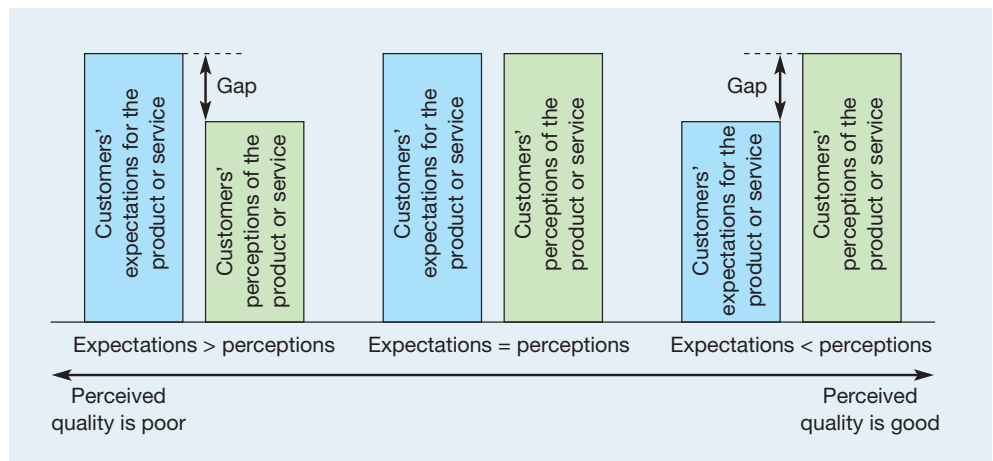 Customers'
expectations for the
product or service
Gap
Customers'
perceptions of the
product or service
Customers'
expectations for the
product or service
Customers'
perceptions of the
product or service
Gap
Customers'
expectations for the
product or service
Customers'
perceptions of the
product or service
Expectations > perceptions
Expectations = perceptions
Expectations < perceptions
Perceived
quality is poor
Perceived
quality is good